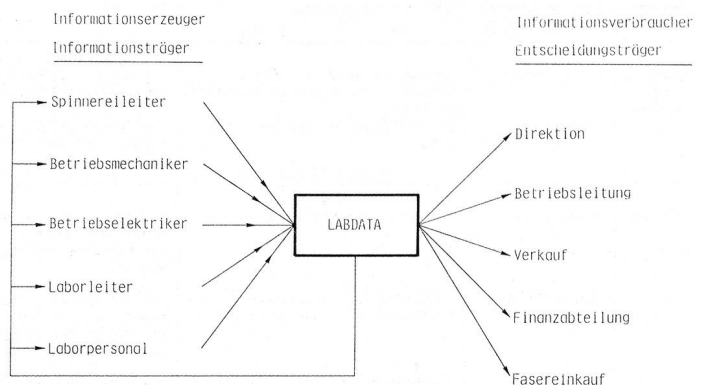 Informationserzeuger
Informationsträger
Spinnereileiter
Betriebsmechaniker
Betriebselektriker
Laborleiter
Laborpersonal
LABDATA
Informationsverbraucher
Entscheidungsträger
Direktion
Betriebsleitung
Verkauf
Finanzabteilung
Fasereinkauf